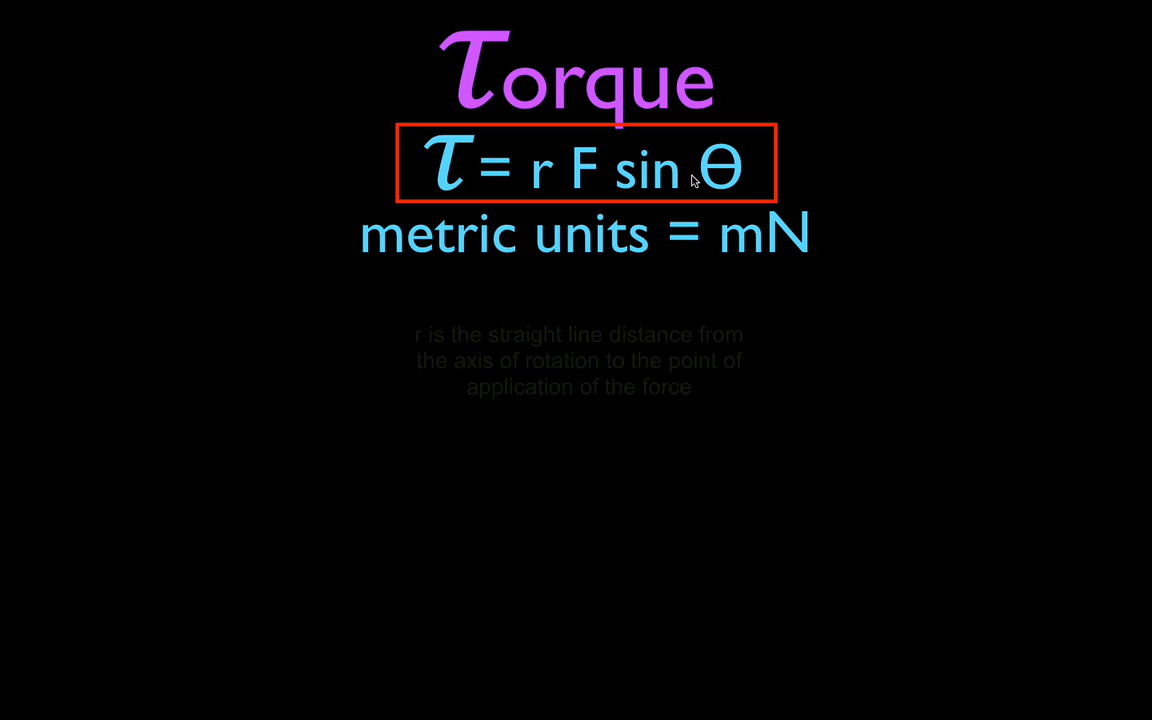 τorque
τ = r F sin Θ
metric units = mN
r is the straight line distance from
the axis of rotation to the point of
application of the force